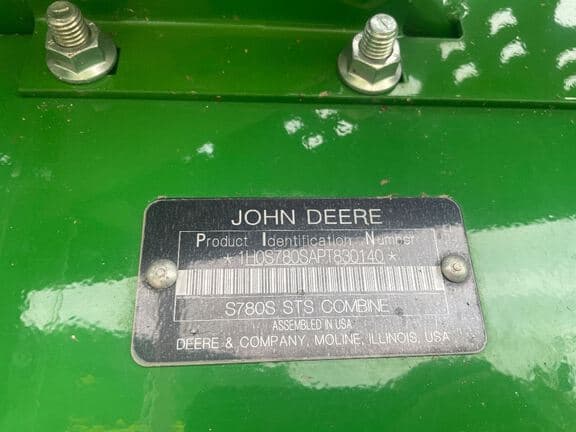 JOHN DEERE
Product Identification Number
*1H0S780SAPT830140*
S780S STS COMBINE
ASSEMBLED IN USA
DEERE & COMPANY, MOLINE, ILLINOIS, USA